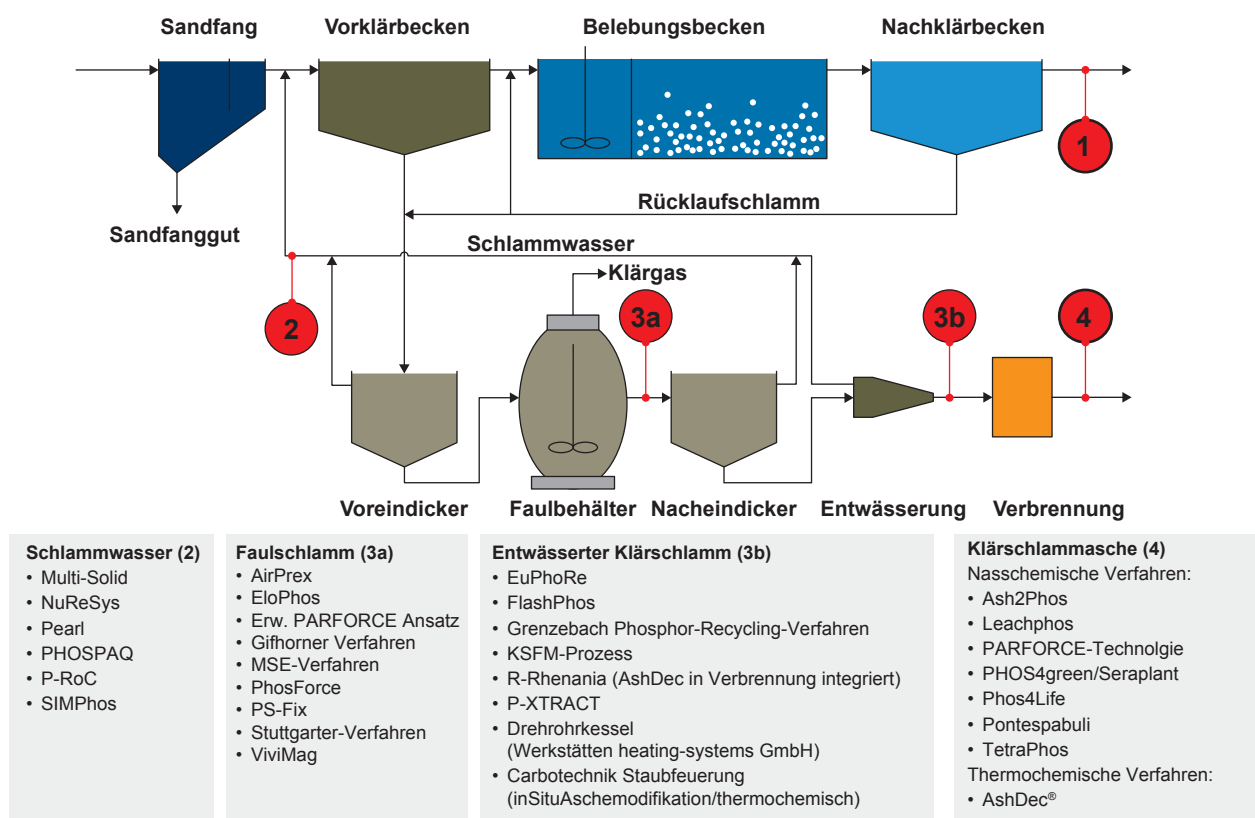 Sandfang
Vorklärbecken
Belebungsbecken
Nachklärbecken
1
Rücklaufschlamm
Sandfanggut
Schlammwasser
Klärgas
2
3a
3b
4
Voreindicker
Faulbehälter
Nacheindicker
Entwässerung
Verbrennung
Schlammwasser (2)
• Multi-Solid
• NuReSys
• Pearl
• PHOSPAQ
• P-RoC
• SIMPhos
Faulschlamm (3a)
• AirPrex
• EloPhos
• Erw. PARFORCE Ansatz
• Gifhorner Verfahren
• MSE-Verfahren
• PhosForce
• PS-Fix
• Stuttgarter-Verfahren
• ViviMag
Entwässerter Klärschlamm (3b)
• EuPhoRe
• FlashPhos
• Grenzebach Phosphor-Recycling-Verfahren
• KSFM-Prozess
• R-Rhenania (AshDec in Verbrennung integriert)
• P-XTRACT
• Drehrohrkessel
(Werkstätten heating-systems GmbH)
• Carbotechnik Staubfeuerung
(inSituAschemodifikation/thermochemisch)
Klärschlammasche (4)
Nasschemische Verfahren:
• Ash2Phos
• Leachphos
• PARFORCE-Technolgie
• PHOS4green/Seraplant
• Phos4Life
• Pontespabuli
• TetraPhos
Thermochemische Verfahren:
• AshDec®